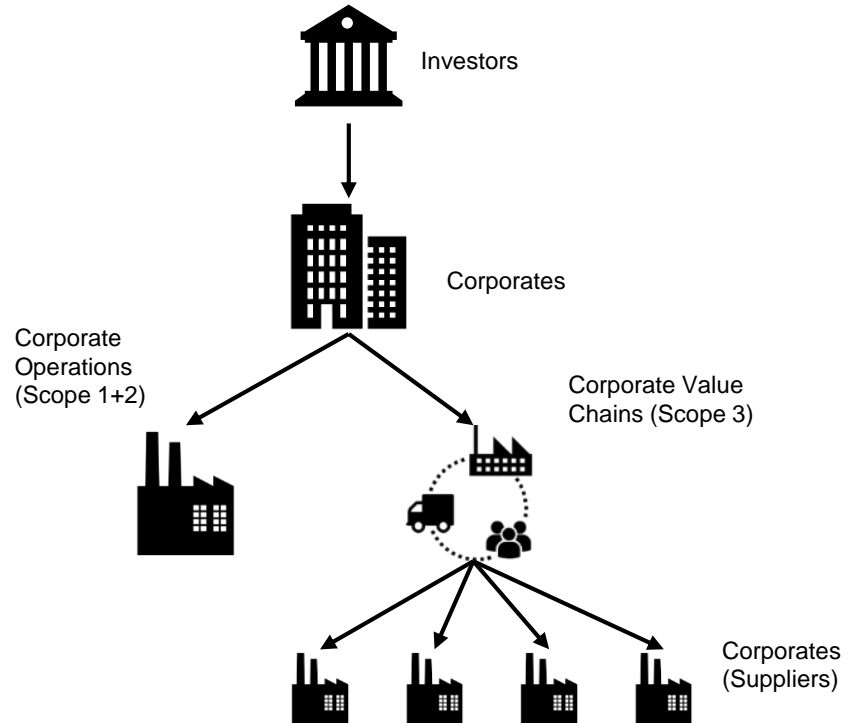 Investors
Corporates
Corporate
Operations
(Scope 1+2)
Corporate Value
Chains (Scope 3)
Corporates
(Suppliers)